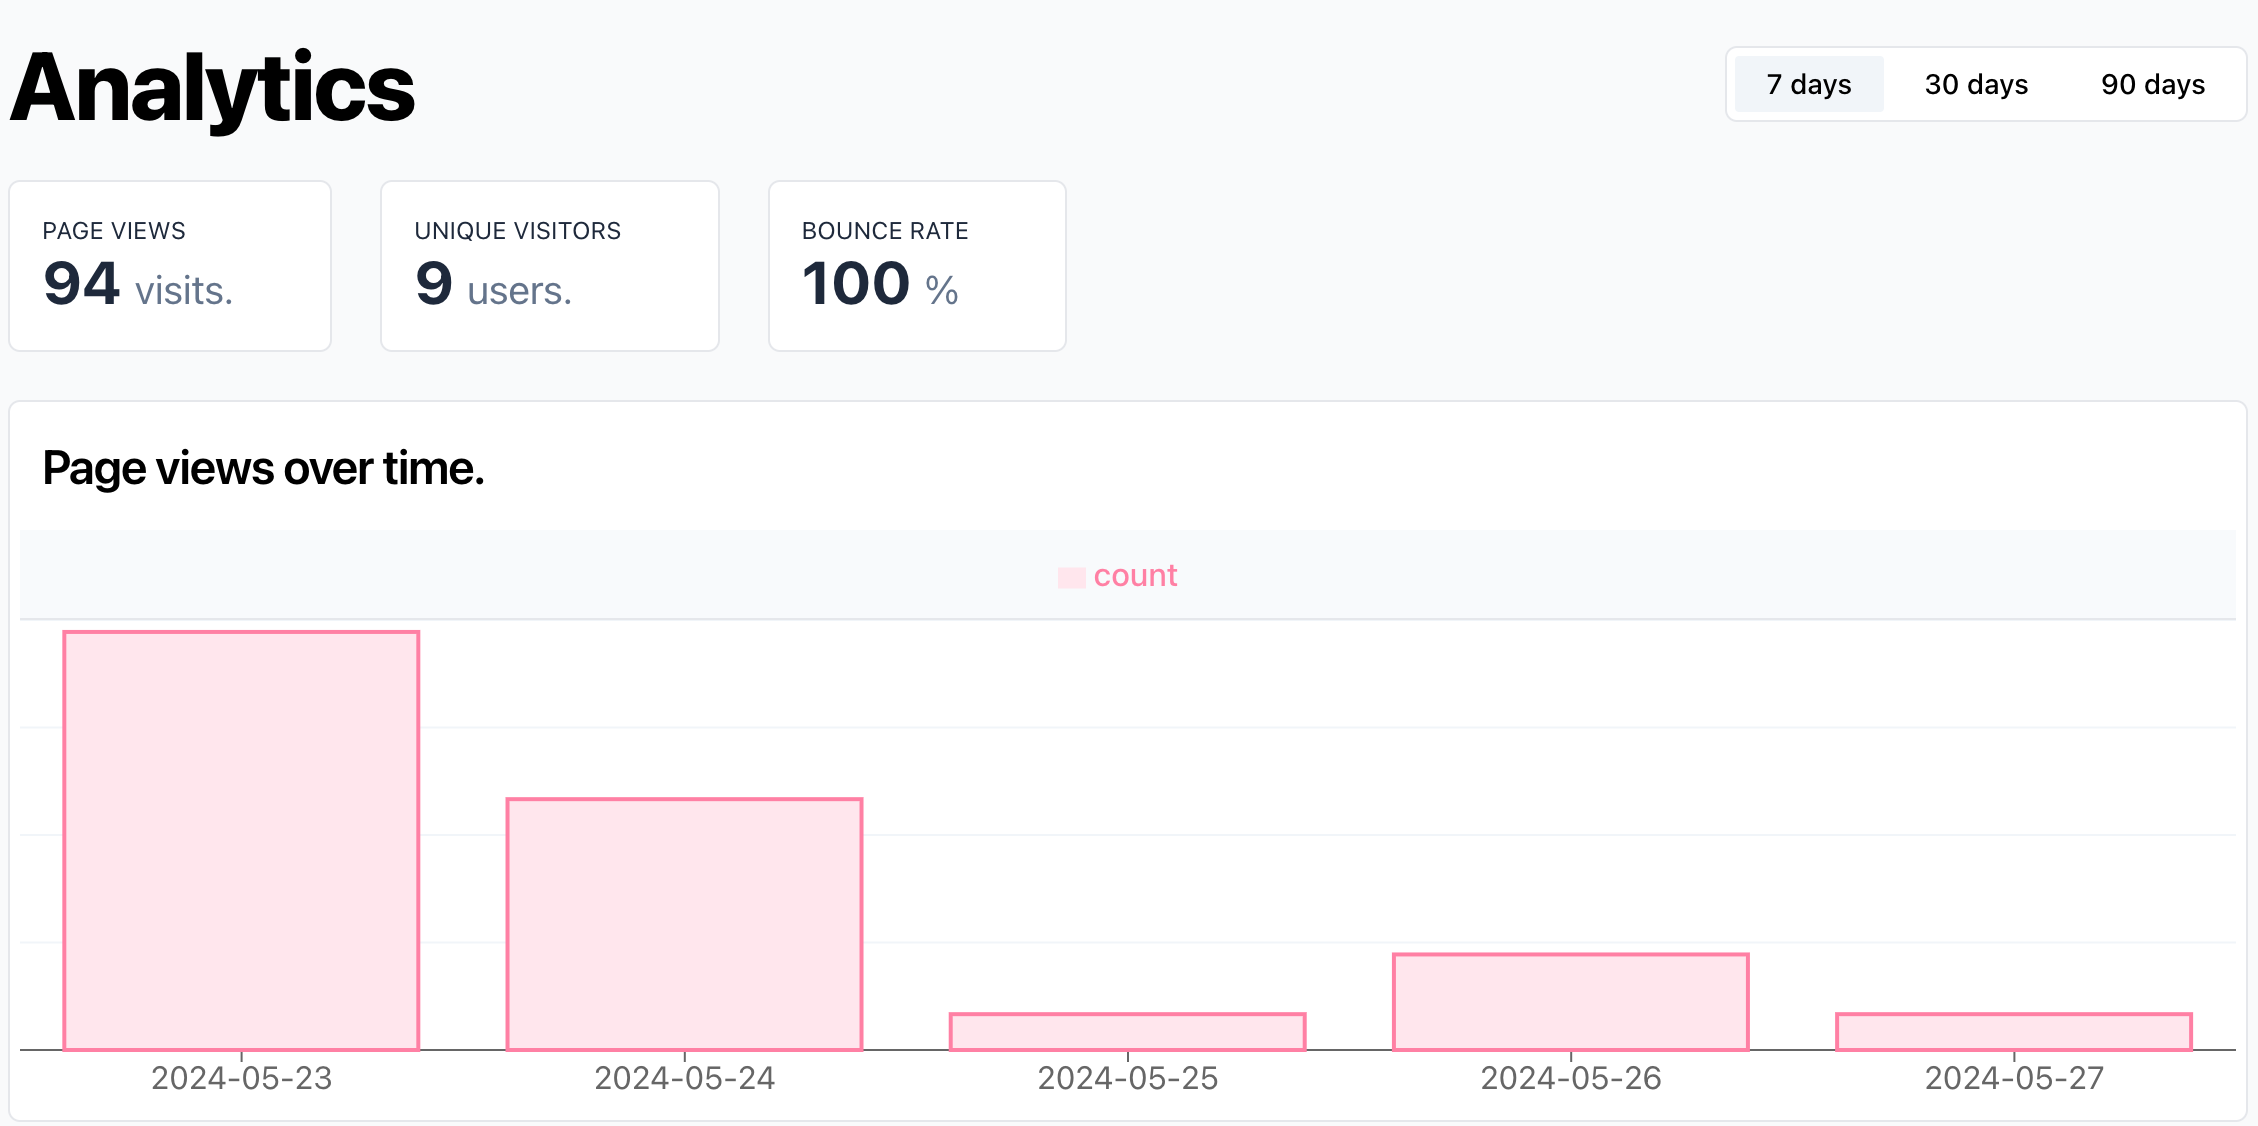 Analytics
7 days 30 days 90 days
PAGE VIEWS
94 visits.
UNIQUE VISITORS
9 users.
BOUNCE RATE
100 %
Page views over time.
count
2024-05-23 2024-05-24 2024-05-25 2024-05-26 2024-05-27